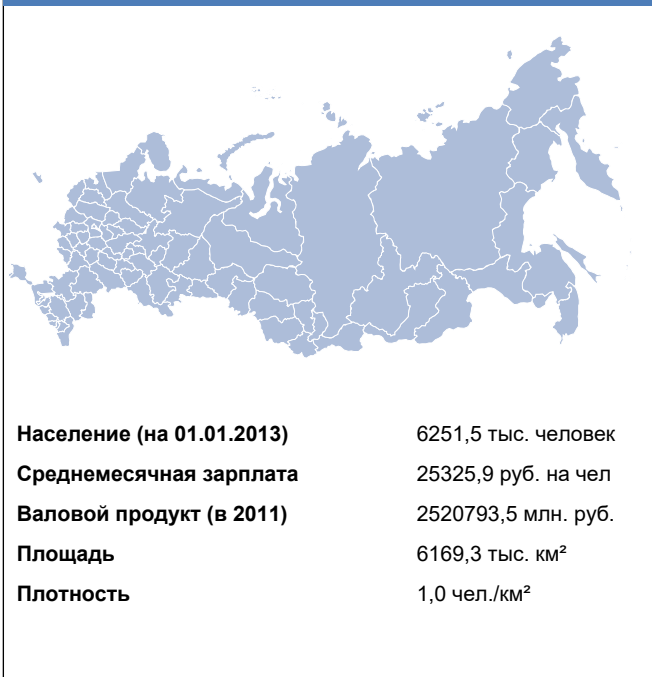 Население (на 01.01.2013) 6251,5 тыс. человек
Среднемесячная зарплата 25325,9 руб. на чел
Валовой продукт (в 2011) 2520793,5 млн. руб.
Площадь 6169,3 тыс. км²
Плотность 1,0 чел./км²